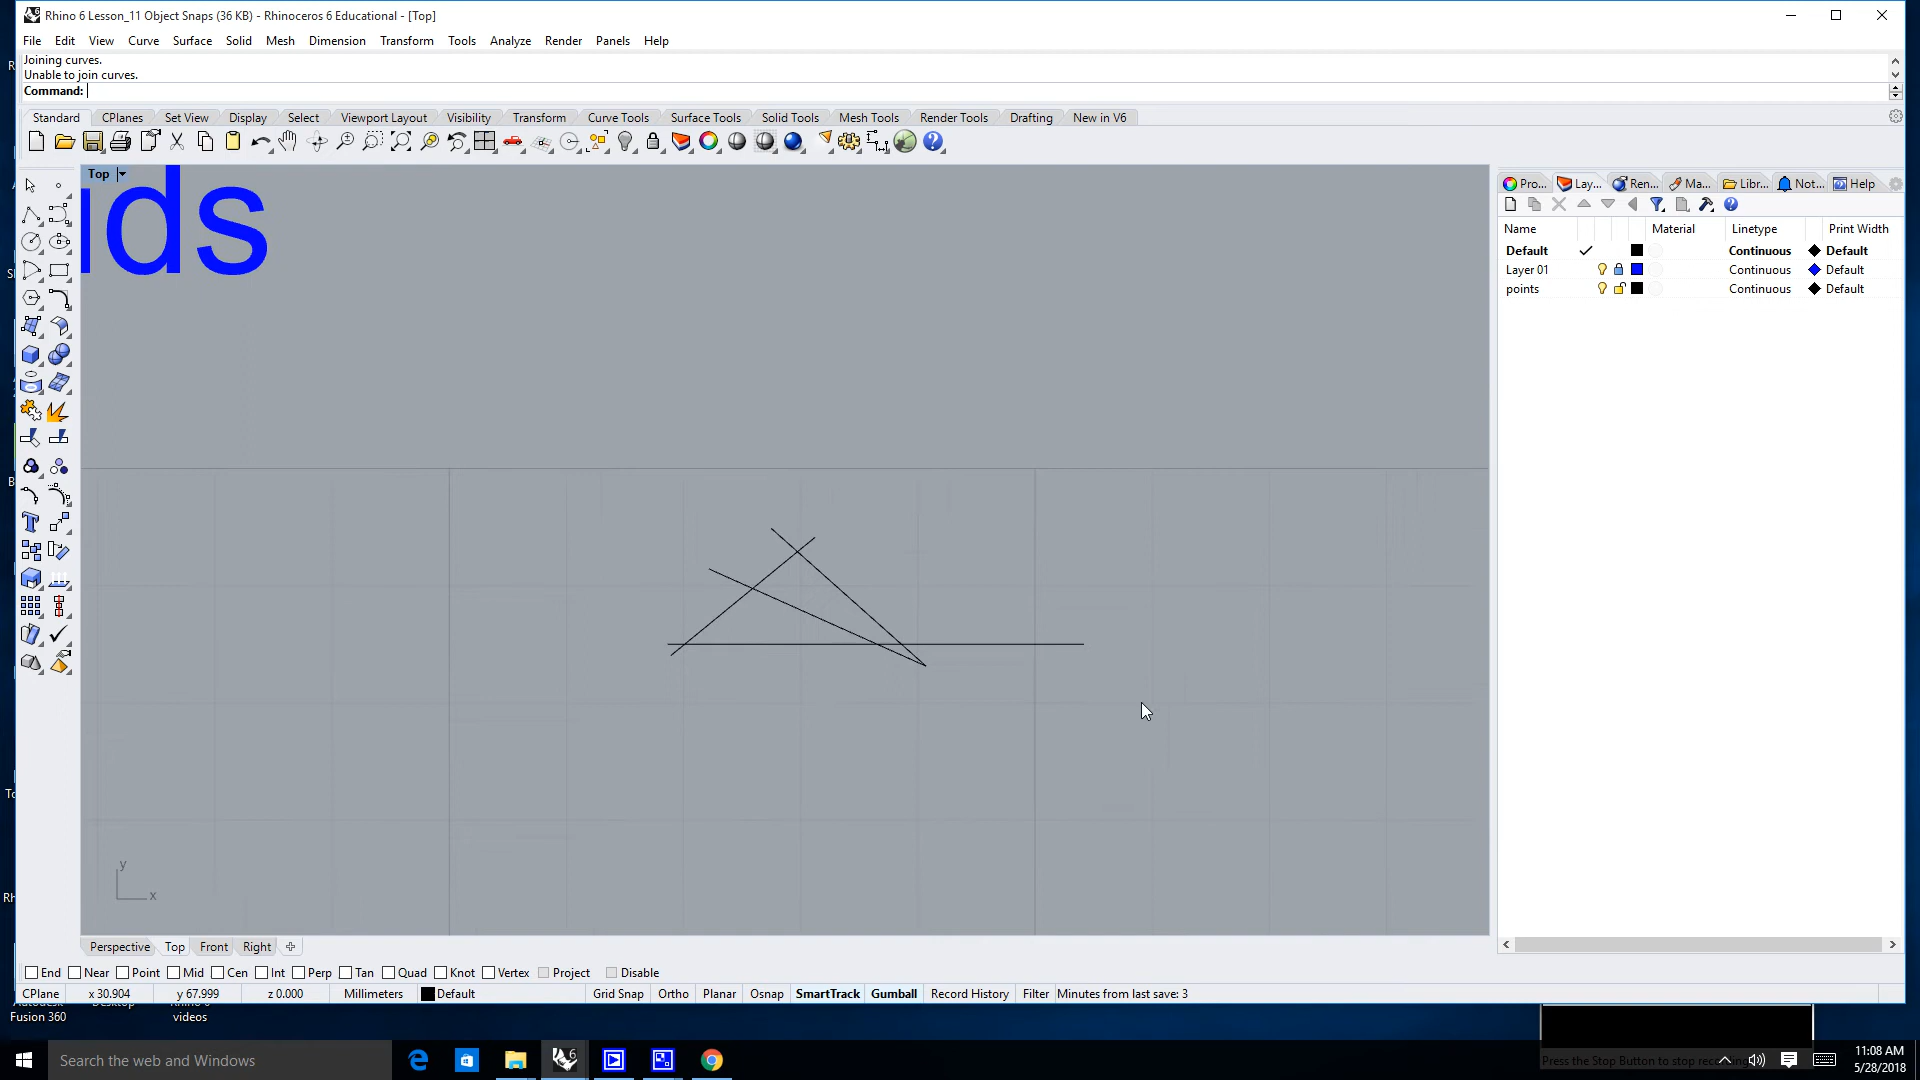 Rhino 6 Lesson_11 Object Snaps (36 KB) - Rhinoceros 6 Educational - [Top]
File Edit View Curve Surface Solid Mesh Dimension Transform Tools Analyze Render Panels Help
Joining curves.
Unable to join curves.
Command:
Standard CPlanes Set View Display Select Viewport Layout Visibility Transform Curve Tools Surface Tools Solid Tools Mesh Tools Render Tools Drafting New in V6
Top
ds
Pro... Lay... Ren... Ma... Libr... Not... Help
Name Material Linetype Print Width
Default Continuous Default
Layer 01 Continuous Default
points Continuous Default
y
x
Perspective Top Front Right
End Near Point Mid Cen Int Perp Tan Quad Knot Vertex Project Disable
CPlane x 30.904 y 67.999 z 0.000 Millimeters Default Grid Snap Ortho Planar Osnap SmartTrack Gumball Record History Filter Minutes from last save: 3
Fusion 360
videos
Search the web and Windows
Press the Stop Button to stop
11:08 AM
5/28/2018